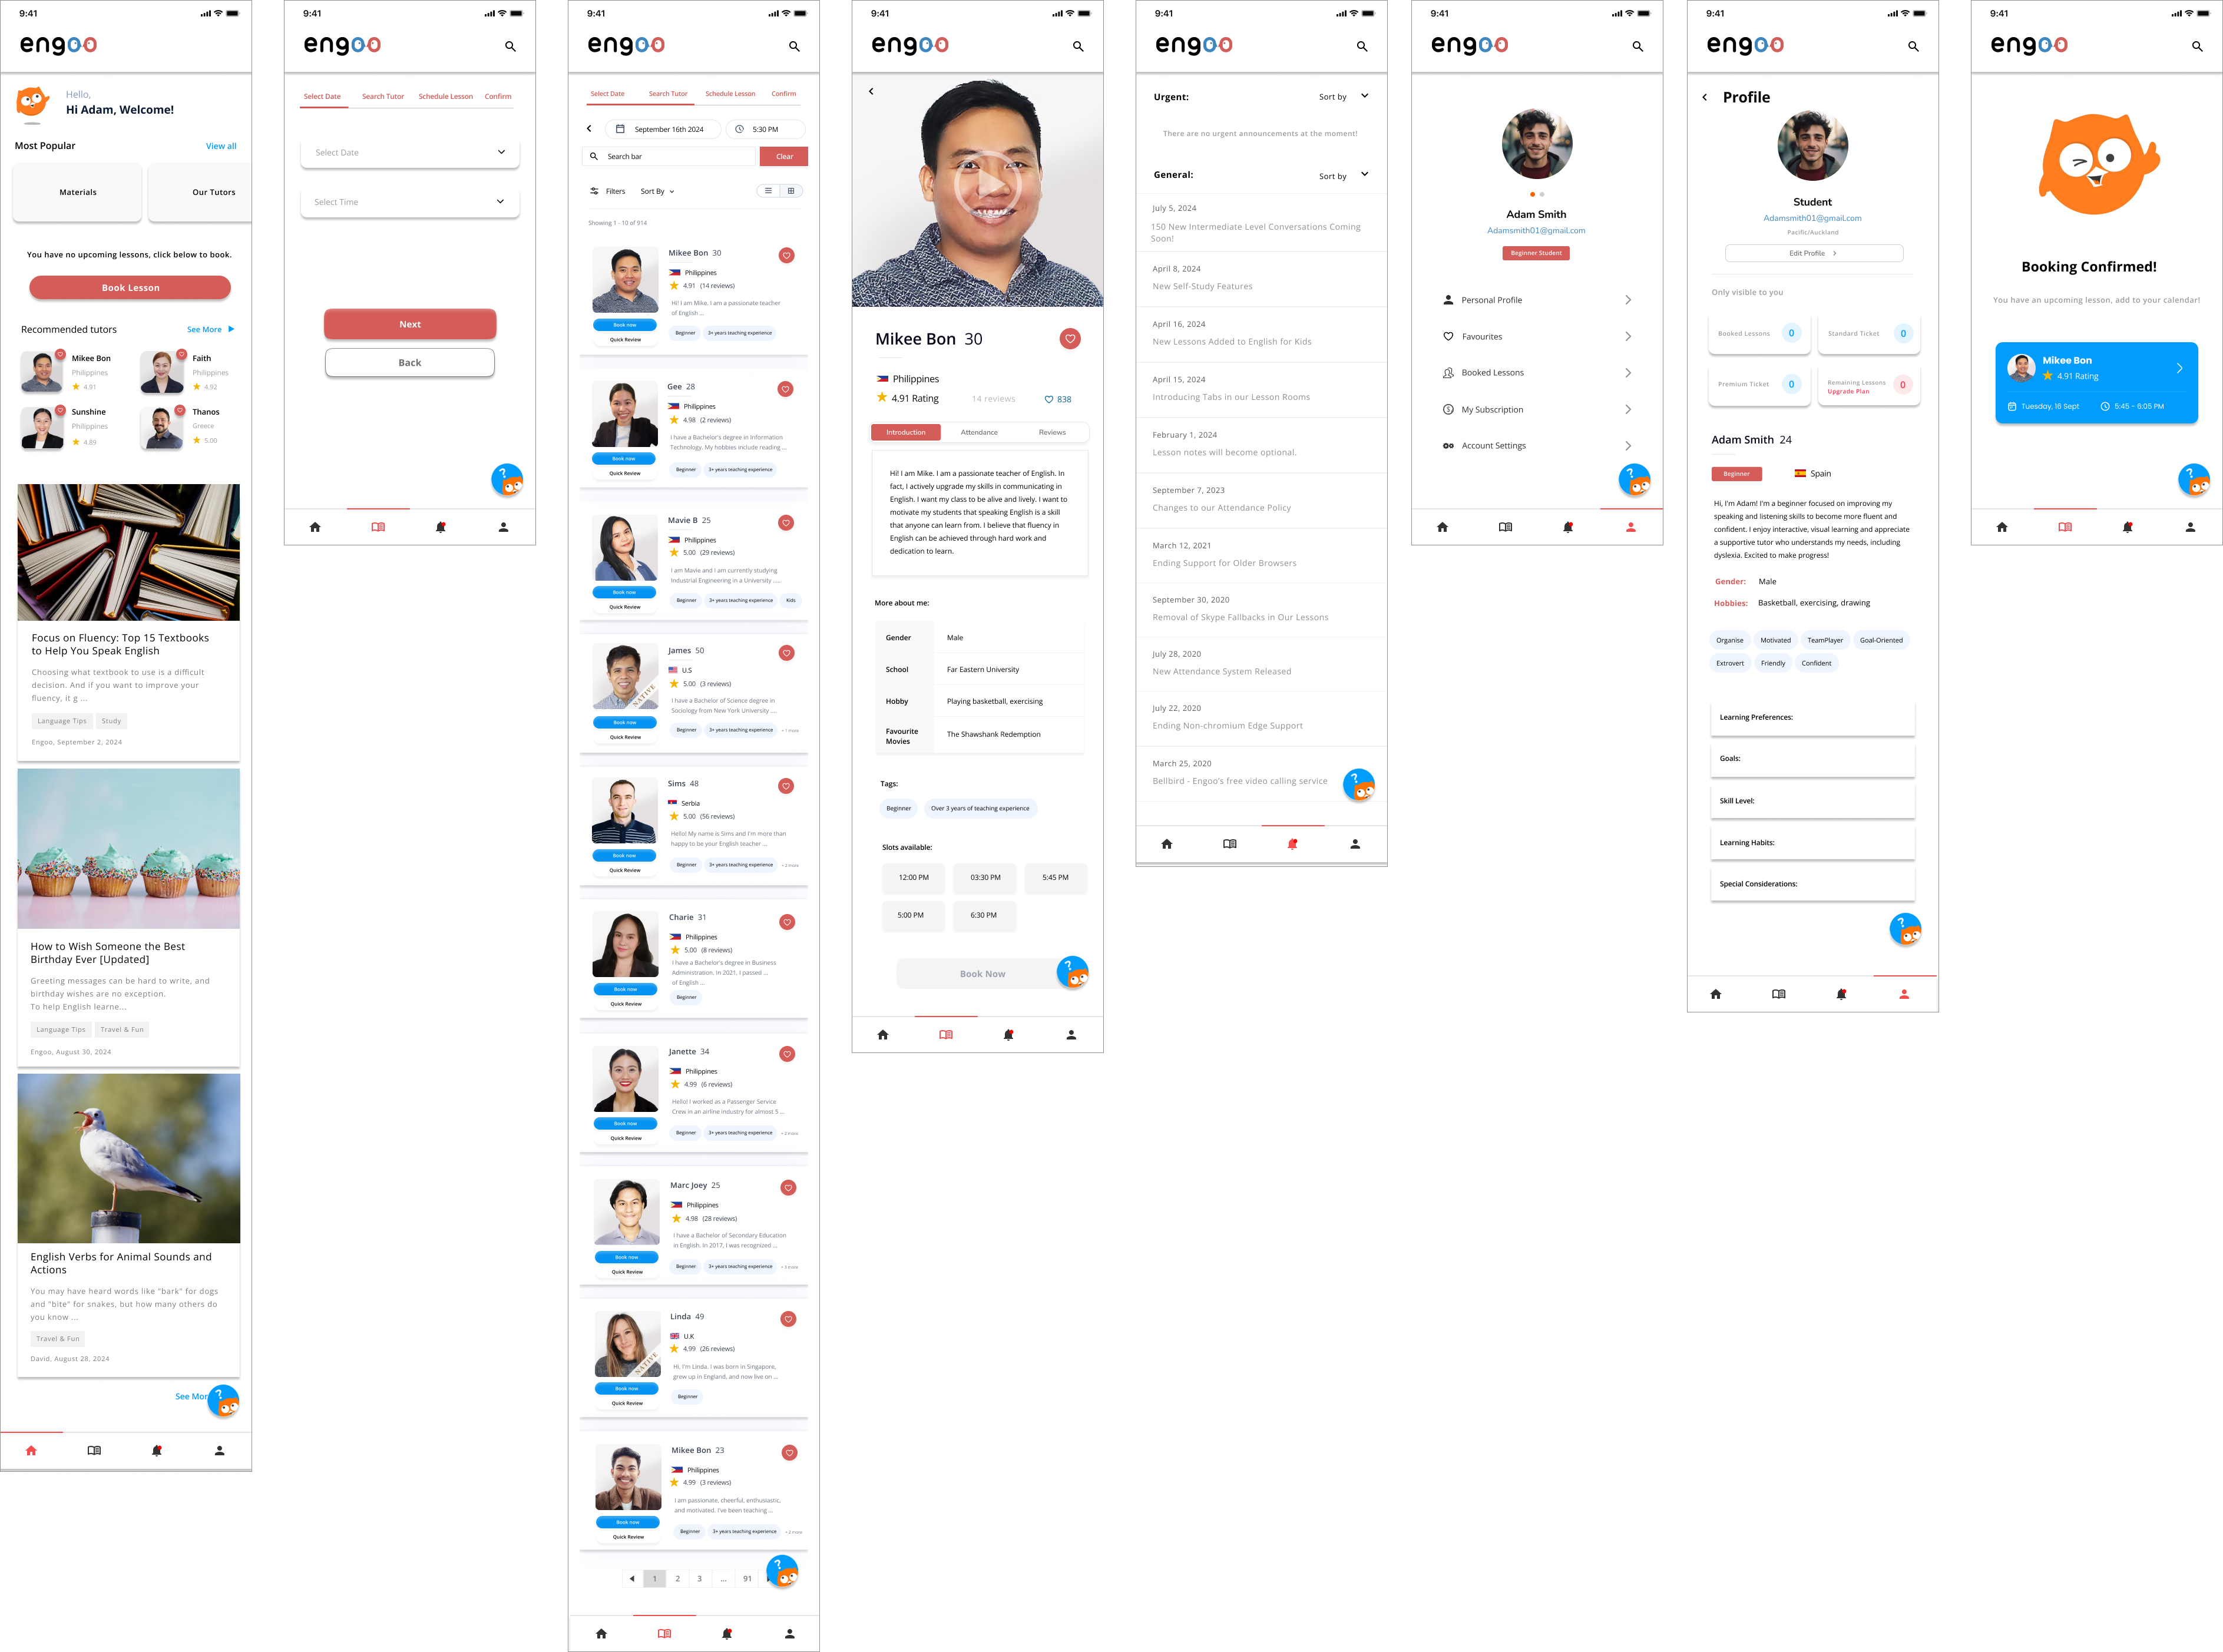 9:41
engoo
Hello,
Hi Adam, Welcome!
Most Popular
View all
Materials
Our Tutors
You have no upcoming lessons, click below to book.
Book Lesson
Recommended tutors
See More
Mikee Bon
Philippines
4.91
Faith
Philippines
4.92
Sunshine
Philippines
4.89
Thanos
Greece
5.00
Focus on Fluency: Top 15 Textbooks
to Help You Speak English
Choosing what textbook to use is a difficult
decision. And if you want to improve your
fluency, it g ...
Language Tips
Study
Engoo, September 2, 2024
How to Wish Someone the Best
Birthday Ever [Updated]
Greeting messages can be hard to write, and
birthday wishes are no exception.
To help English learne...
Language Tips
Travel & Fun
Engoo, August 30, 2024
English Verbs for Animal Sounds and
Actions
You may have heard words like "bark" for dogs
and "bite" for snakes, but how many others do
you know ...
Travel & Fun
David, August 28, 2024
See Mor
?
9:41
engoo
Select Date
Search Tutor
Schedule Lesson
Confirm
Select Date
Select Time
Next
Back
?
9:41
engoo
Select Date
Search Tutor
Schedule Lesson
Confirm
September 16th 2024
5:30 PM
Search bar
Clear
Filters
Sort By
Showing 1 - 10 of 914
Mikee Bon 30
Philippines
4.91 (14 reviews)
Hi! I am Mike. I am a passionate teacher
of English ...
Book now
Quick Review
Beginner
3+ years teaching experience
Gee 28
Philippines
4.98 (2 reviews)
I have a Bachelor's degree in Information
Technology. My hobbies include reading ...
Book now
Quick Review
Beginner
3+ years teaching experience
Mavie B 25
Philippines
5.00 (29 reviews)
I am Mavie and I am currently studying
Industrial Engineering in a University .....
Book now
Quick Review
Beginner
3+ years teaching experience
Kids
James 50
U.S
5.00 (3 reviews)
NATIVE
I have a Bachelor of Science degree in
Sociology from New York University ....
Book now
Quick Review
Beginner
3+ years teaching experience
+ 1 more
Sims 48
Serbia
5.00 (56 reviews)
Hello! My name is Sims and I'm more than
happy to be your English teacher ...
Book now
Quick Review
Beginner
3+ years teaching experience
+ 2 more
Charie 31
Philippines
5.00 (8 reviews)
I have a Bachelor's degree in Business
Administration. In 2021, I passed ...
of English ...
Book now
Quick Review
Beginner
Janette 34
Philippines
4.99 (6 reviews)
Hello! I worked as a Passenger Service
Crew in an airline industry for almost 5 ...
Book now
Quick Review
Beginner
3+ years teaching experience
+ 2 more
Marc Joey 25
Philippines
4.98 (28 reviews)
I have a Bachelor of Secondary Education
in English. In 2017, I was recognized ...
Book now
Quick Review
Beginner
3+ years teaching experience
+ 3 more
Linda 49
U.K
4.99 (26 reviews)
NATIVE
Hi, I'm Linda. I was born in Singapore,
grew up in England, and now live on ...
Book now
Quick Review
Beginner
Mikee Bon 23
Philippines
4.99 (3 reviews)
I am passionate, cheerful, enthusiastic,
and motivated. I've been teaching ...
Book now
Quick Review
Beginner
3+ years teaching experience
+ 2 more
1 2 3 ... 91
?
9:41
engoo
Mikee Bon 30
Philippines
4.91 Rating
14 reviews
838
Introduction
Attendance
Reviews
Hi! I am Mike. I am a passionate teacher of English. In
fact, I actively upgrade my skills in communicating in
English. I want my class to be alive and lively. I want to
motivate my students that speaking English is a skill
that anyone can learn from. I believe that fluency in
English can be achieved through hard work and
dedication to learn.
More about me:
Gender
Male
School
Far Eastern University
Hobby
Playing basketball, exercising
Favourite
Movies
The Shawshank Redemption
Tags:
Beginner
Over 3 years of teaching experience
Slots available:
12:00 PM
03:30 PM
5:45 PM
5:00 PM
6:30 PM
Book Now
?
9:41
engoo
Urgent:
Sort by
There are no urgent announcements at the moment!
General:
Sort by
July 5, 2024
150 New Intermediate Level Conversations Coming
Soon!
April 8, 2024
New Self-Study Features
April 16, 2024
New Lessons Added to English for Kids
April 15, 2024
Introducing Tabs in our Lesson Rooms
February 1, 2024
Lesson notes will become optional.
September 7, 2023
Changes to our Attendance Policy
March 12, 2021
Ending Support for Older Browsers
September 30, 2020
Removal of Skype Fallbacks in Our Lessons
July 28, 2020
New Attendance System Released
July 22, 2020
Ending Non-chromium Edge Support
March 25, 2020
Bellbird - Engoo's free video calling service
?
9:41
engoo
Adam Smith
Adamsmith01@gmail.com
Beginner Student
Personal Profile
Favourites
Booked Lessons
My Subscription
Account Settings
?
9:41
engoo
Profile
Student
Adamsmith01@gmail.com
Pacific/Auckland
Edit Profile
Only visible to you
Booked Lessons
0
Standard Ticket
0
Premium Ticket
0
Remaining Lessons
Upgrade Plan
0
Adam Smith 24
Beginner
Spain
Hi, I'm Adam! I'm a beginner focused on improving my
speaking and listening skills to become more fluent and
confident. I enjoy interactive, visual learning and appreciate
a supportive tutor who understands my needs, including
dyslexia. Excited to make progress!
Gender:
Male
Hobbies:
Basketball, exercising, drawing
Organise
Motivated
TeamPlayer
Goal-Oriented
Extrovert
Friendly
Confident
Learning Preferences:
Goals:
Skill Level:
Learning Habits:
Special Considerations:
?
9:41
engoo
Booking Confirmed!
You have an upcoming lesson, add to your calendar!
Mikee Bon
4.91 Rating
Tuesday, 16 Sept
5:45 - 6:05 PM
?